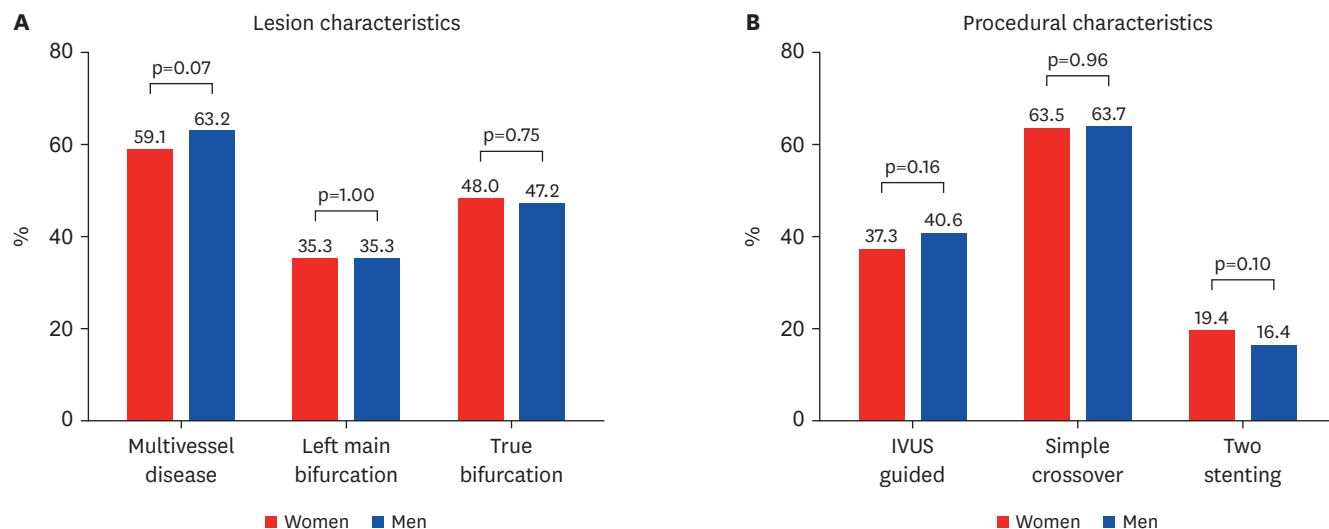 A
Lesion characteristics
80
60
40
20
0
%
p=0.07
59.1
63.2
p=1.00
35.3
35.3
p=0.75
48.0
47.2
Multivessel
disease
Left main
bifurcation
True
bifurcation
Women
Men
B
Procedural characteristics
80
60
40
20
0
%
p=0.16
37.3
40.6
p=0.96
63.5
63.7
p=0.10
19.4
16.4
IVUS
guided
Simple
crossover
Two
stenting
Women
Men